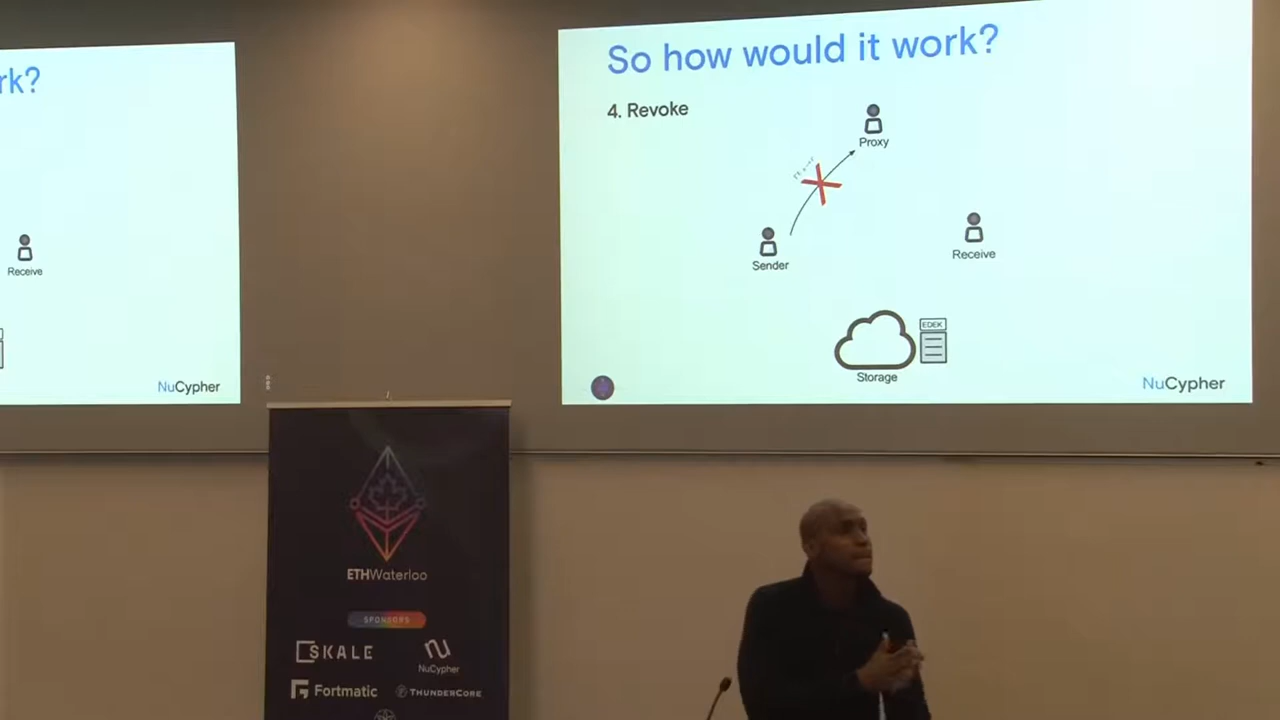 rk?
Receive
NuCypher
So how would it work?
4. Revoke
Proxy
Sender
Receive
EDEK
Storage
NuCypher
ETHWaterloo
SPONSORS
SKALE
NuCypher
Fortmatic
THUNDERCORE